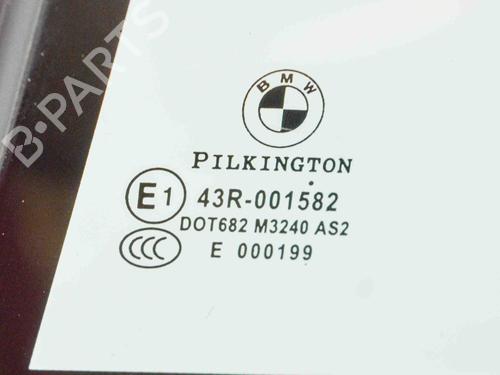 B-PARTS
BMW
PILKINGTON
E1 43R-001582
DOT682 M3240 AS2
CCC E 000199